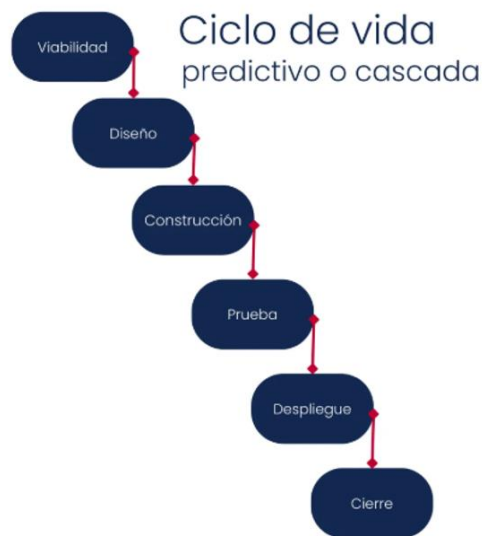 Ciclo de vida
predictivo o cascada
Viabilidad
Diseño
Construcción
Prueba
Despliegue
Cierre